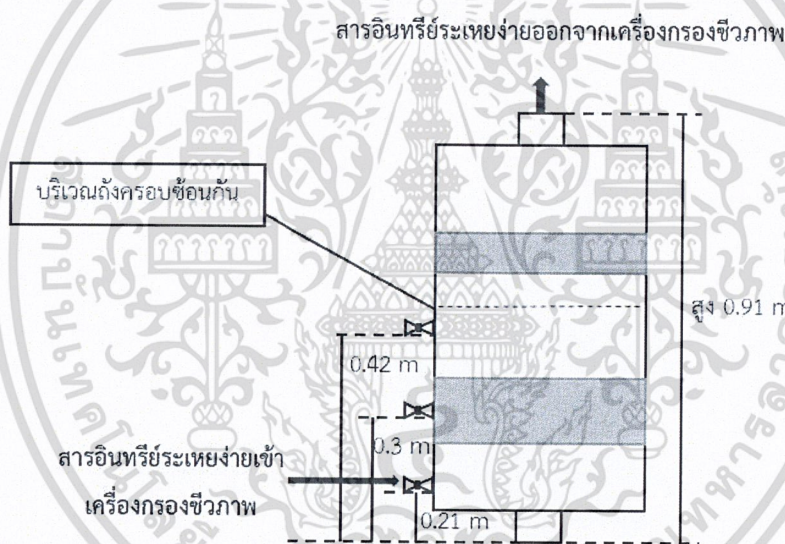 สารอินทรีย์ระเหยง่ายออกจากเครื่องกรองชีวภาพ
บริเวณถังครอบซ้อนกัน
สูง 0.91 m
0.42 m
0.3 m
สารอินทรีย์ระเหยง่ายเข้า
เครื่องกรองชีวภาพ
0.21 m